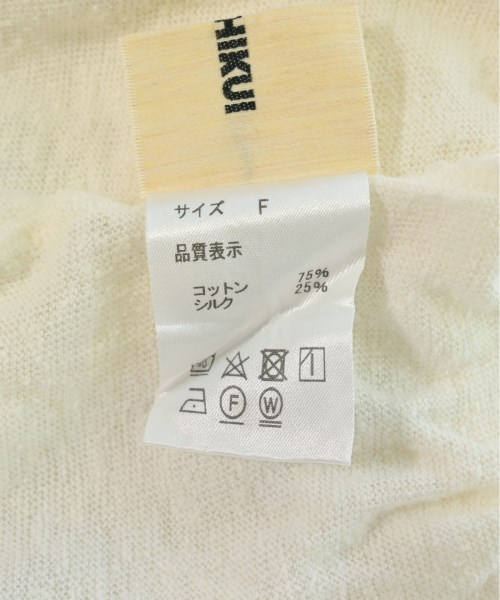 HIKUI
サイズ F
品質表示
コットン 75%
シルク 25%
F W